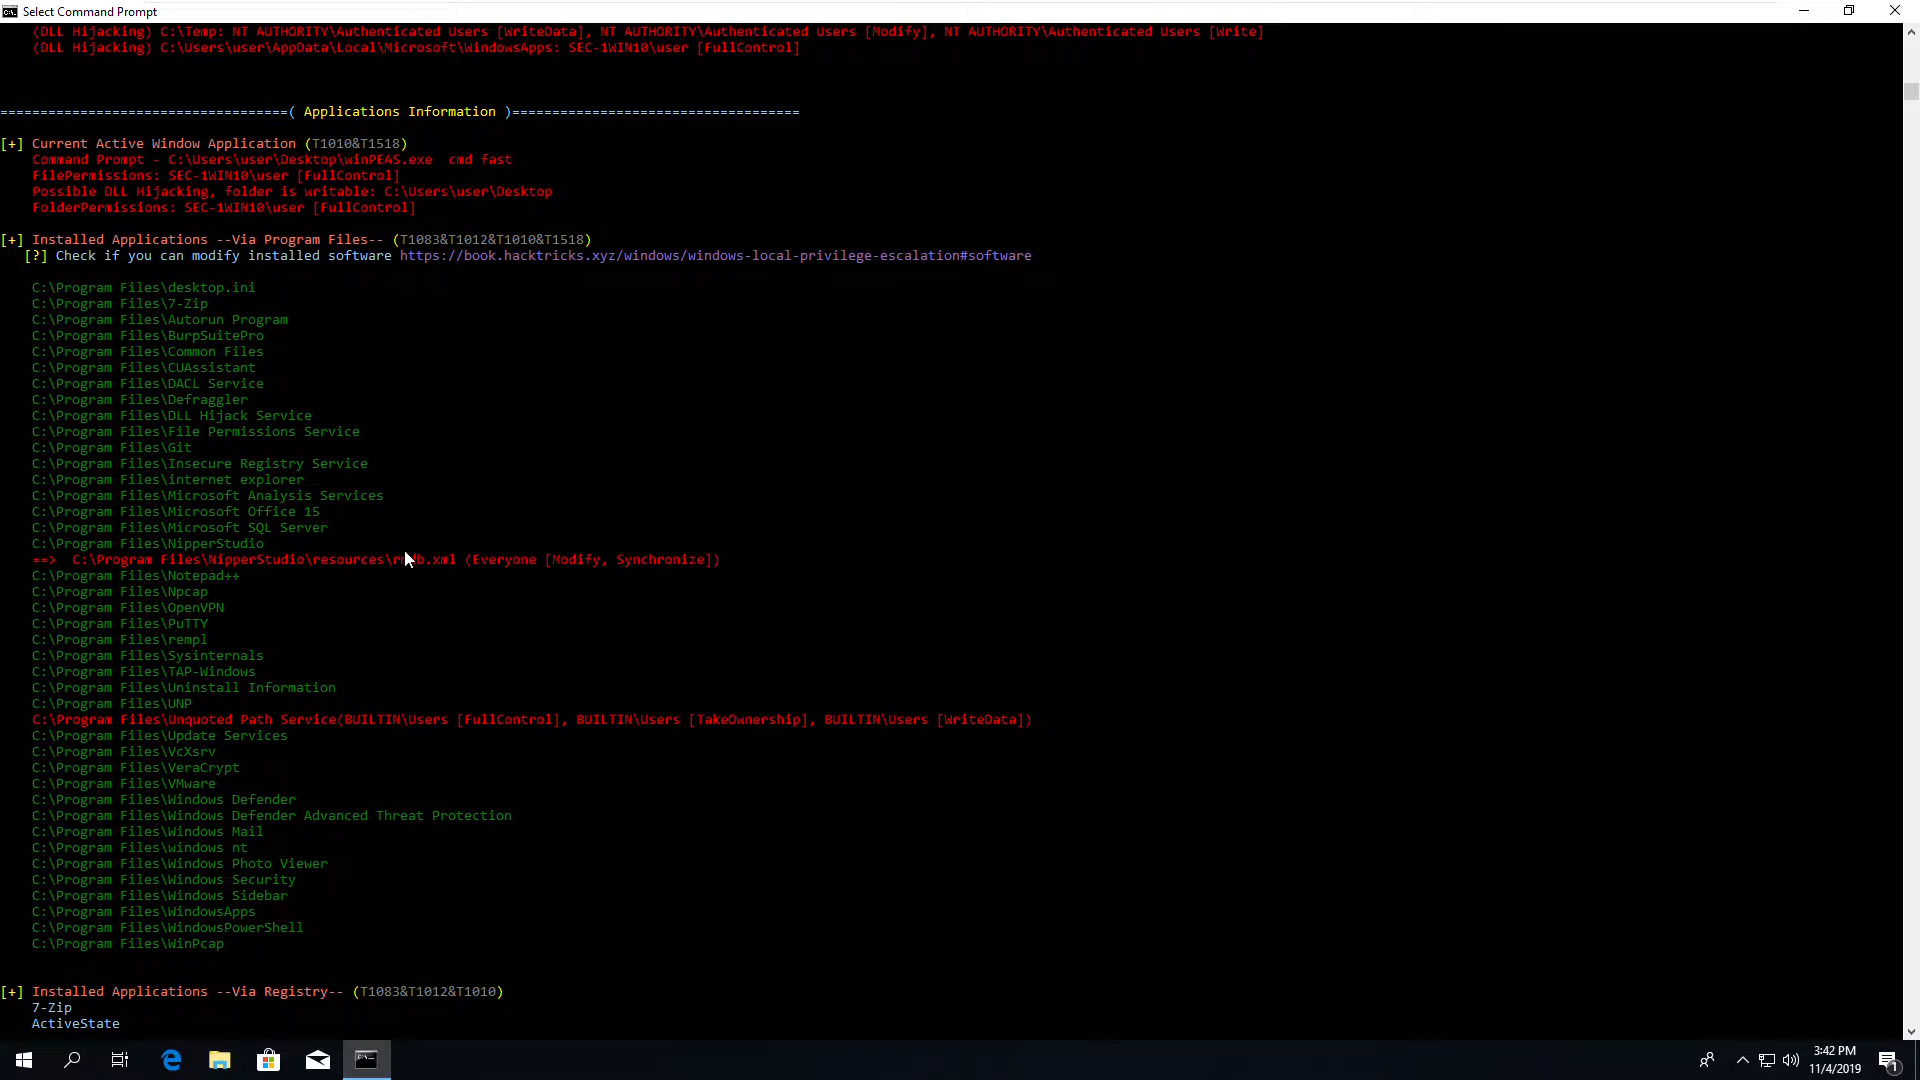 Select Command Prompt
(DLL Hijacking) C:\Temp: NT AUTHORITY\Authenticated Users [WriteData], NT AUTHORITY\Authenticated Users [Modify], NT AUTHORITY\Authenticated Users [Write]
(DLL Hijacking) C:\Users\user\AppData\Local\Microsoft\WindowsApps: SEC-1WIN10\user [FullControl]
====================================( Applications Information )====================================
[+] Current Active Window Application (T1010&T1518)
Command Prompt - C:\Users\user\Desktop\winPEAS.exe  cmd fast
FilePermissions: SEC-1WIN10\user [FullControl]
Possible DLL Hijacking, folder is writable: C:\Users\user\Desktop
FolderPermissions: SEC-1WIN10\user [FullControl]
[+] Installed Applications --Via Program Files-- (T1083&T1012&T1010&T1518)
[?] Check if you can modify installed software https://book.hacktricks.xyz/windows/windows-local-privilege-escalation#software
C:\Program Files\desktop.ini
C:\Program Files\7-Zip
C:\Program Files\Autorun Program
C:\Program Files\BurpSuitePro
C:\Program Files\Common Files
C:\Program Files\CUAssistant
C:\Program Files\DACL Service
C:\Program Files\Defraggler
C:\Program Files\DLL Hijack Service
C:\Program Files\File Permissions Service
C:\Program Files\Git
C:\Program Files\Insecure Registry Service
C:\Program Files\internet explorer
C:\Program Files\Microsoft Analysis Services
C:\Program Files\Microsoft Office 15
C:\Program Files\Microsoft SQL Server
C:\Program Files\NipperStudio
==>  C:\Program Files\NipperStudio\resources\ (Everyone [Modify, Synchronize])
C:\Program Files\Notepad++
C:\Program Files\Npcap
C:\Program Files\OpenVPN
C:\Program Files\PuTTY
C:\Program Files\rempl
C:\Program Files\Sysinternals
C:\Program Files\TAP-Windows
C:\Program Files\Uninstall Information
C:\Program Files\UNP
C:\Program Files\Unquoted Path Service(BUILTIN\Users [FullControl], BUILTIN\Users [TakeOwnership], BUILTIN\Users [WriteData])
C:\Program Files\Update Services
C:\Program Files\VcXsrv
C:\Program Files\VeraCrypt
C:\Program Files\VMware
C:\Program Files\Windows Defender
C:\Program Files\Windows Defender Advanced Threat Protection
C:\Program Files\Windows Mail
C:\Program Files\windows nt
C:\Program Files\Windows Photo Viewer
C:\Program Files\Windows Security
C:\Program Files\Windows Sidebar
C:\Program Files\WindowsApps
C:\Program Files\WindowsPowerShell
C:\Program Files\WinPcap
[+] Installed Applications --Via Registry-- (T1083&T1012&T1010)
7-Zip
ActiveState
3:42 PM
11/4/2019
1